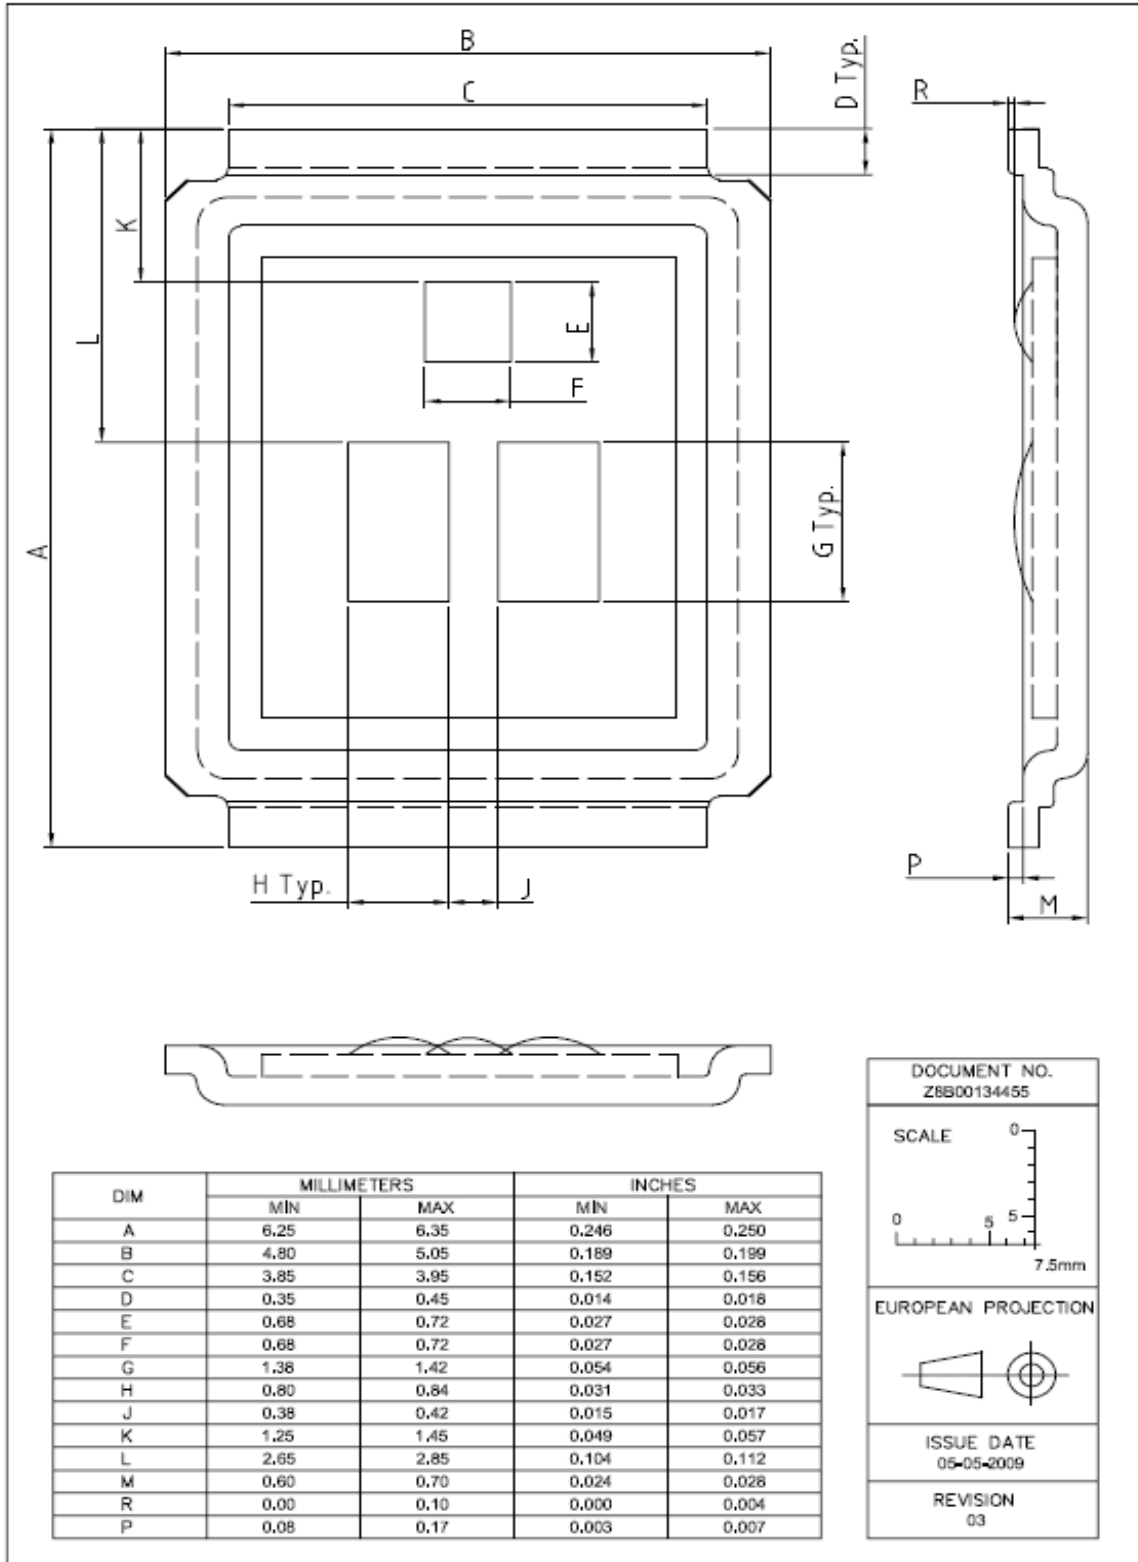 B
C
D Typ.
R
K
L
E
F
A
G Typ.
H Typ.
J
P
M
DIM MILLIMETERS INCHES
MIN MAX MIN MAX
A 6.25 6.35 0.246 0.250
B 4.80 5.05 0.189 0.199
C 3.85 3.95 0.152 0.156
D 0.35 0.45 0.014 0.018
E 0.68 0.72 0.027 0.028
F 0.68 0.72 0.027 0.028
G 1.38 1.42 0.054 0.056
H 0.80 0.84 0.031 0.033
J 0.38 0.42 0.015 0.017
K 1.25 1.45 0.049 0.057
L 2.65 2.85 0.104 0.112
M 0.60 0.70 0.024 0.028
R 0.00 0.10 0.000 0.004
P 0.08 0.17 0.003 0.007
DOCUMENT NO.
Z8B00134455
SCALE 0
0 5 5
7.5mm
EUROPEAN PROJECTION
ISSUE DATE
05-05-2009
REVISION
03